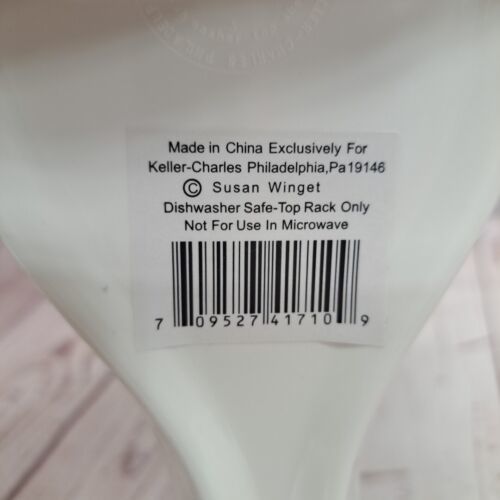 Made in China Exclusively For
Keller-Charles Philadelphia,Pa19146
© Susan Winget
Dishwasher Safe-Top Rack Only
Not For Use In Microwave
7 09527 41710 9